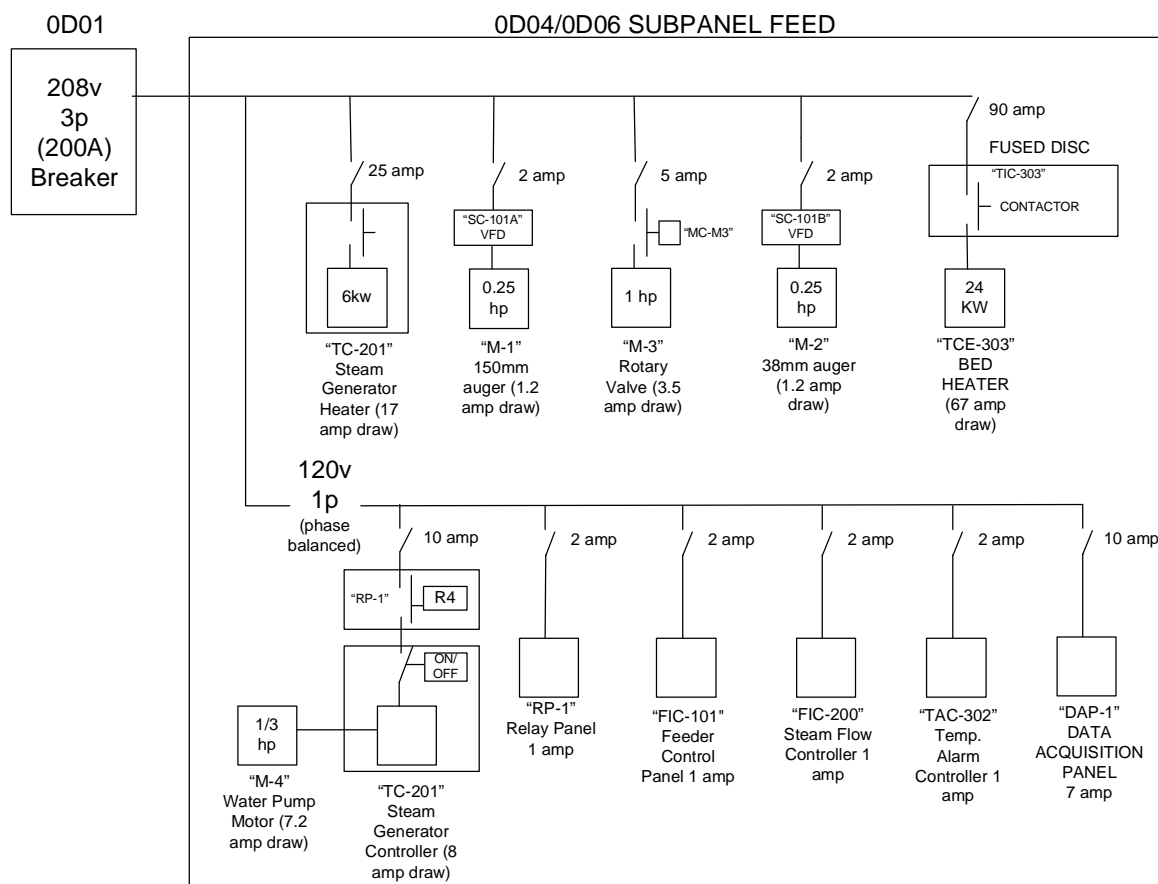 0D01
0D04/0D06 SUBPANEL FEED
208v
3p
(200A)
Breaker
25 amp
2 amp
5 amp
2 amp
90 amp
FUSED DISC
"TIC-303"
CONTACTOR
"SC-101A"
VFD
"MC-M3"
"SC-101B"
VFD
6kw
0.25
hp
1 hp
0.25
hp
24
KW
"TC-201"
Steam
Generator
Heater (17
amp draw)
"M-1"
150mm
auger (1.2
amp draw)
"M-3"
Rotary
Valve (3.5
amp draw)
"M-2"
38mm auger
(1.2 amp
draw)
"TCE-303"
BED
HEATER
(67 amp
draw)
120v
1p
(phase
balanced)
10 amp
2 amp
2 amp
2 amp
2 amp
10 amp
"RP-1"
R4
ON/
OFF
1/3
hp
"M-4"
Water Pump
Motor (7.2
amp draw)
"TC-201"
Steam
Generator
Controller (8
amp draw)
"RP-1"
Relay Panel
1 amp
"FIC-101"
Feeder
Control
Panel 1 amp
"FIC-200"
Steam Flow
Controller 1
amp
"TAC-302"
Temp.
Alarm
Controller 1
amp
"DAP-1"
DATA
ACQUISITION
PANEL
7 amp